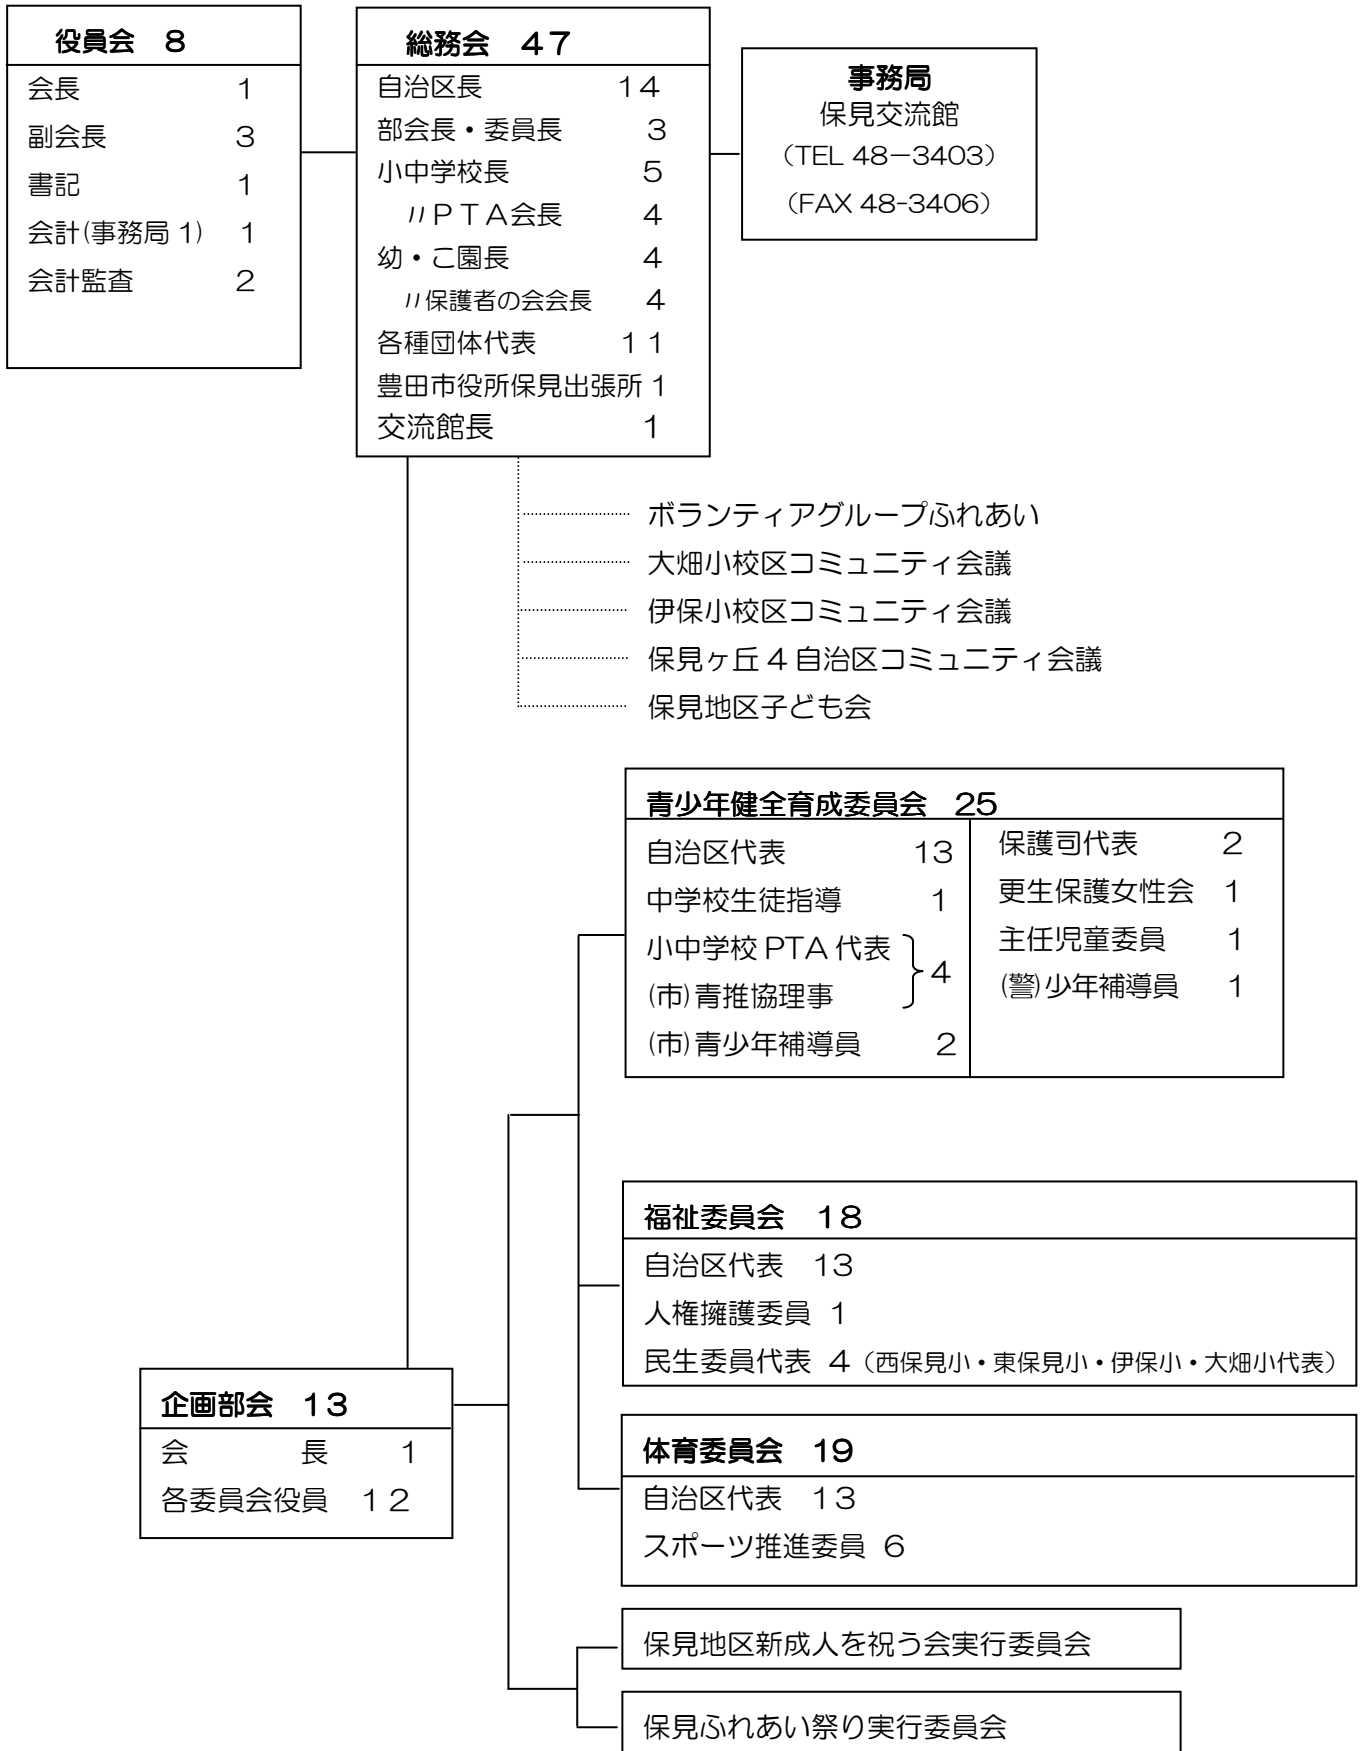 役員会　８
会長　1
副会長　3
書記　1
会計(事務局 1)　1
会計監査　2
総務会　４７
自治区長　１４
部会長・委員長　3
小中学校長　5
〃ＰＴＡ会長　4
幼・こ園長　4
〃保護者の会会長　4
各種団体代表　１１
豊田市役所保見出張所 1
交流館長　1
事務局
保見交流館
（TEL 48－3403）
（FAX 48-3406）
ボランティアグループふれあい
大畑小校区コミュニティ会議
伊保小校区コミュニティ会議
保見ヶ丘４自治区コミュニティ会議
保見地区子ども会
青少年健全育成委員会　25
自治区代表　13
中学校生徒指導　1
小中学校 PTA 代表
(市)青推協理事　4
(市)青少年補導員　2
保護司代表　2
更生保護女性会　1
主任児童委員　1
(警)少年補導員　1
福祉委員会　18
自治区代表　13
人権擁護委員　1
民生委員代表　4（西保見小・東保見小・伊保小・大畑小代表）
企画部会　１３
会　　　長　1
各委員会役員　１２
体育委員会　19
自治区代表　13
スポーツ推進委員　6
保見地区新成人を祝う会実行委員会
保見ふれあい祭り実行委員会